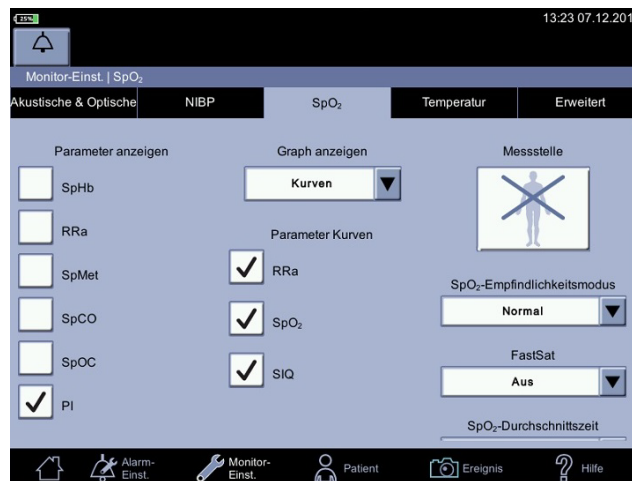 25%
13:23 07.12.201
Monitor-Einst. | SpO₂
Akustische & Optische
NIBP
SpO₂
Temperatur
Erweitert
Parameter anzeigen
SpHb
RRa
SpMet
SpCO
SpOC
PI
Graph anzeigen
Kurven
Parameter Kurven
RRa
SpO₂
SIQ
Messstelle
SpO₂-Empfindlichkeitsmodus
Normal
FastSat
Aus
SpO₂-Durchschnittszeit
Alarm-
Einst.
Monitor-
Einst.
Patient
Ereignis
Hilfe